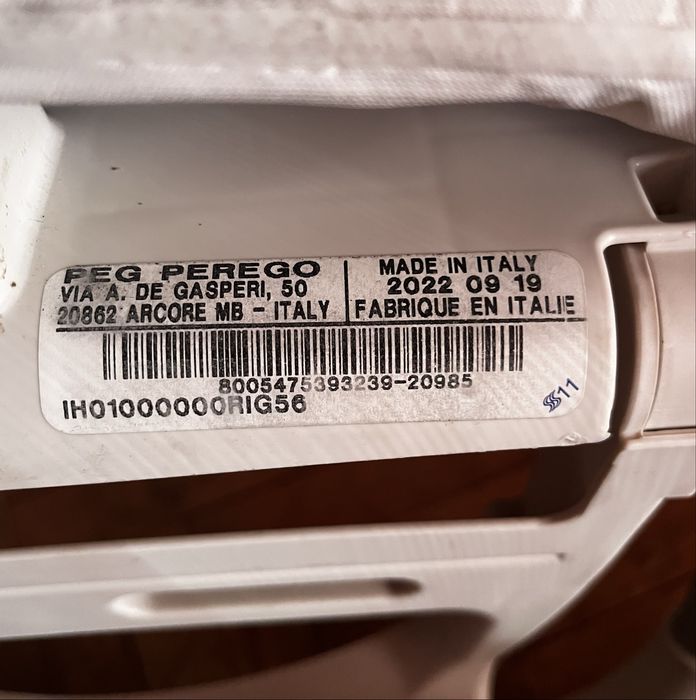 PEG PEREGO
VIA A. DE GASPERI, 50
20862 ARCORE MB - ITALY
MADE IN ITALY
2022 09 19
FABRIQUE EN ITALIE
8005475393239-20985
IH01000000RIG56
SSS11